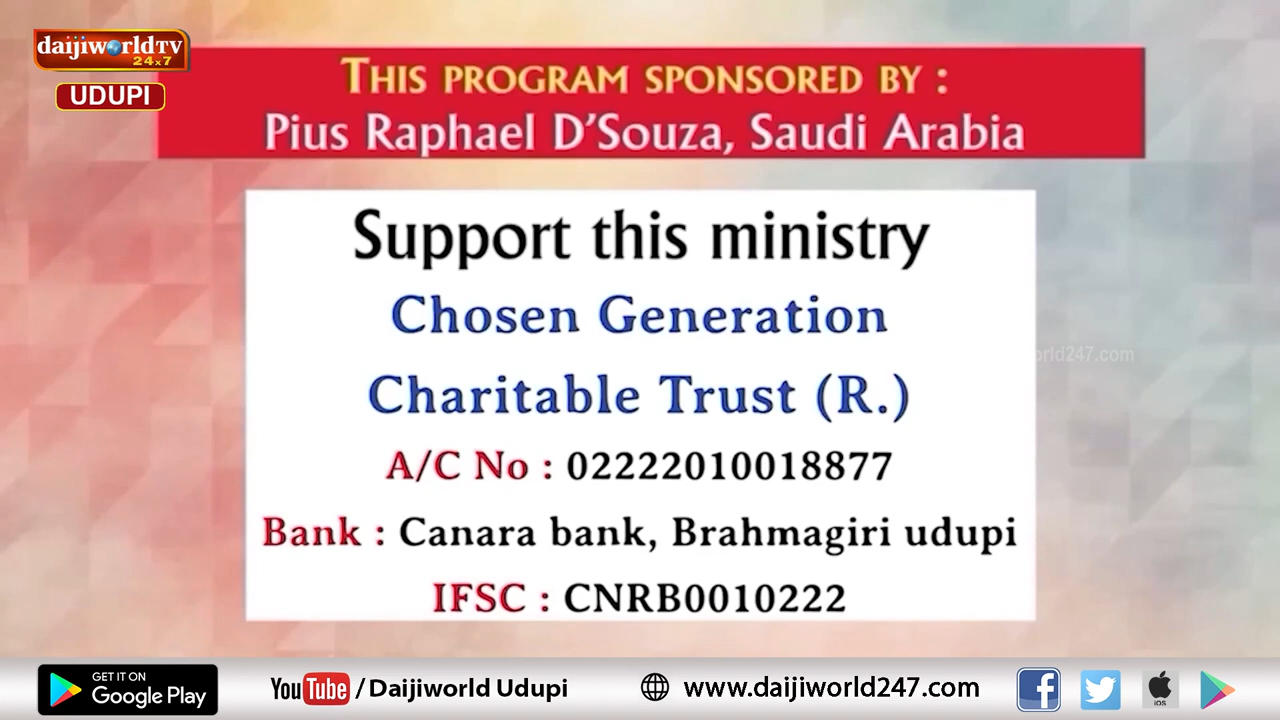 daijiworldTV
24x7
UDUPI
THIS PROGRAM SPONSORED BY :
Pius Raphael D'Souza, Saudi Arabia
Support this ministry
Chosen Generation
Charitable Trust (R.)
A/C No : 02222010018877
Bank : Canara bank, Brahmagiri udupi
IFSC : CNRB0010222
GET IT ON
Google Play
YouTube / Daijiworld Udupi
www.daijiworld247.com
iOS